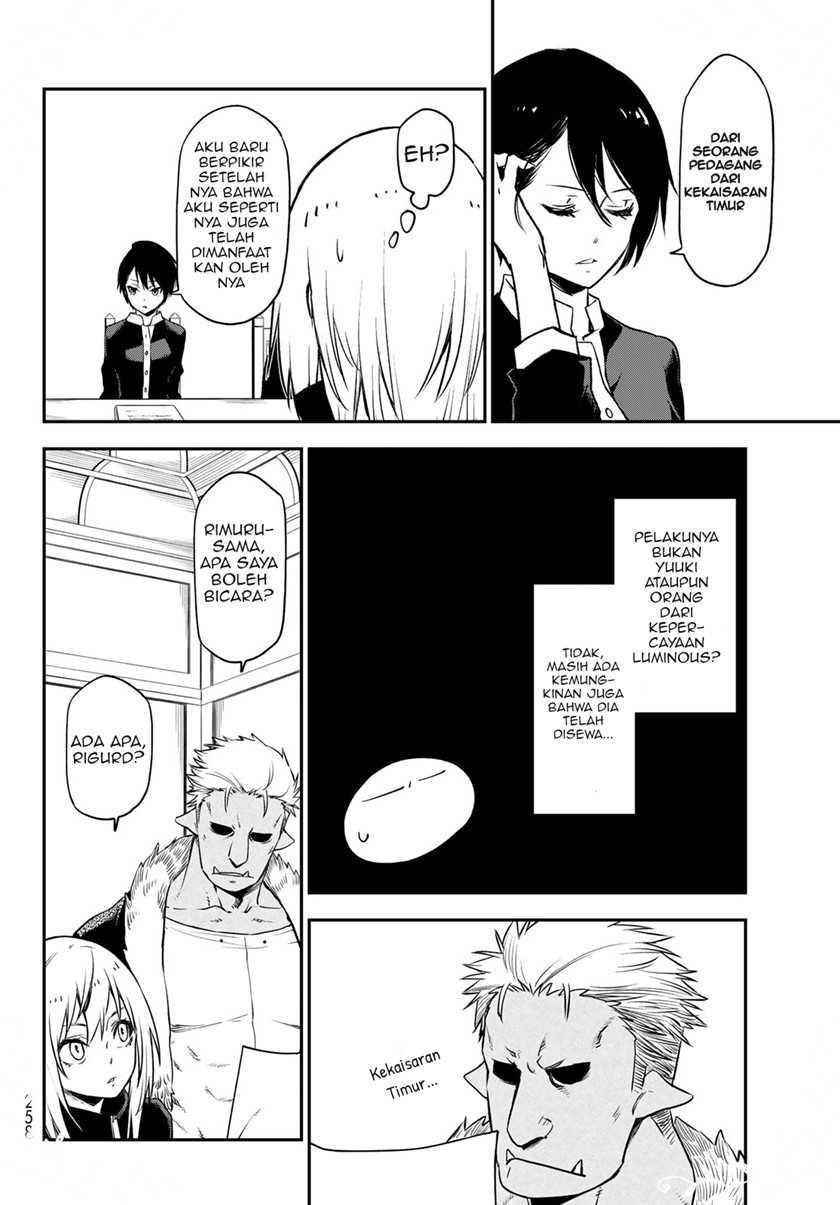 DARI
SEORANG
PEDAGANG
DARI
KEKAISARAN
TIMUR
EH?
AKU BARU
BERPIKIR
SETELAH
NYA BAHWA
AKU SEPERTI
NYA JUGA
TELAH
DIMANFAAT
KAN OLEH
NYA
PELAKUNYA
BUKAN
YUUKI
ATAUPUN
ORANG
DARI
KEPER-
CAYAAN
LUMINOUS?
TIDAK,
MASIH ADA
KEMUNG-
KINAN JUGA
BAHWA DIA
TELAH
DISEWA...
Kekaisaran
Timur...
RIMURU-
SAMA,
APA SAYA
BOLEH
BICARA?
ADA APA,
RIGURD?